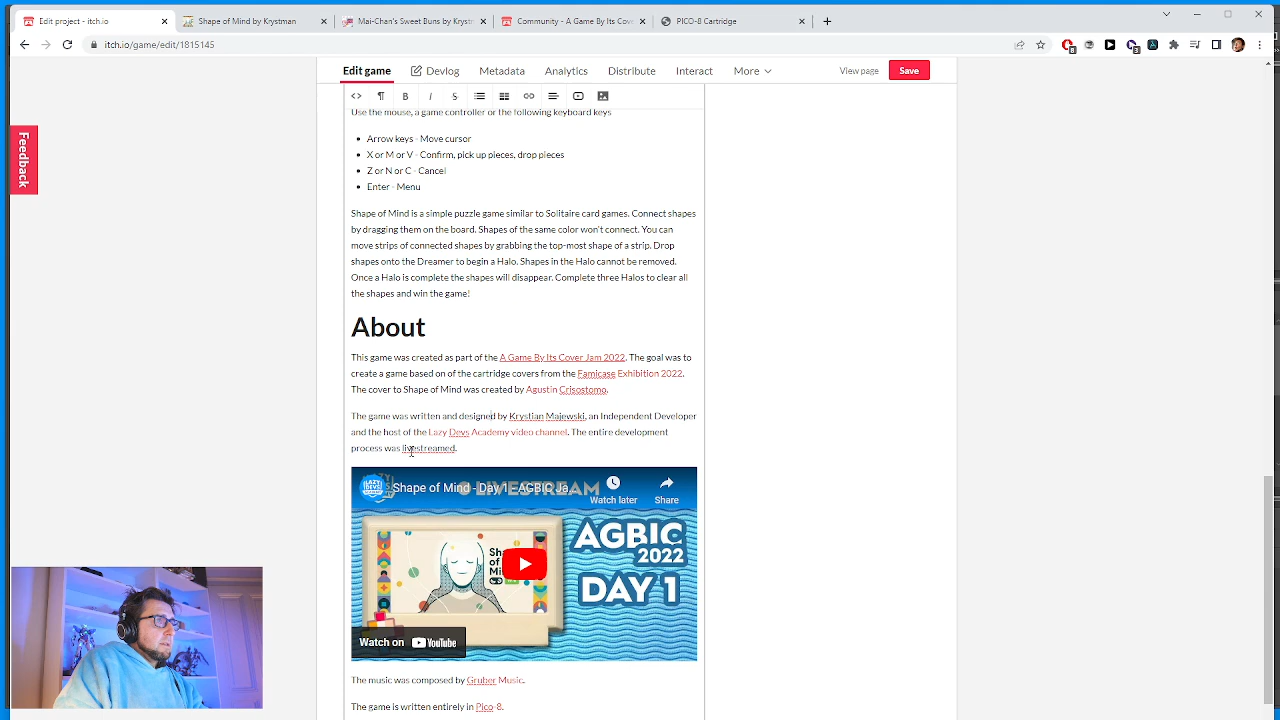 Edit project - itch.io
Shape of Mind by Krystman
Mai-Chan's Sweet Buns by Kryst
Community - A Game By Its Co
PICO-8 Cartridge
itch.io/game/edit/1815145
Edit game
Devlog
Metadata
Analytics
Distribute
Interact
More
View page
Save
Feedback
Use the mouse, a game controller or the following keyboard keys
Arrow keys - Move cursor
X or M or V - Confirm, pick up pieces, drop pieces
Z or N or C - Cancel
Enter - Menu
Shape of Mind is a simple puzzle game similar to Solitaire card games. Connect shapes
by dragging them on the board. Shapes of the same color won't connect. You can
move strips of connected shapes by grabbing the top-most shape of a strip. Drop
shapes onto the Dreamer to begin a Halo. Shapes in the Halo cannot be removed.
Once a Halo is complete the shapes will disappear. Complete three Halos to clear all
the shapes and win the game!
About
This game was created as part of the A Game By Its Cover Jam 2022. The goal was to
create a game based on of the cartridge covers from the Famicase Exhibition 2022.
The cover to Shape of Mind was created by Agustin Crisostomo.
The game was written and designed by Krystian Majewski, an Independent Developer
and the host of the Lazy Devs Academy video channel. The entire development
process was livestreamed.
Shape of Mind - Day 1 - AGBIC Ja
LIVESTREAM
Watch later
Share
AGBIC
2022
DAY 1
Watch on YouTube
The music was composed by Gruber Music.
The game is written entirely in Pico-8.